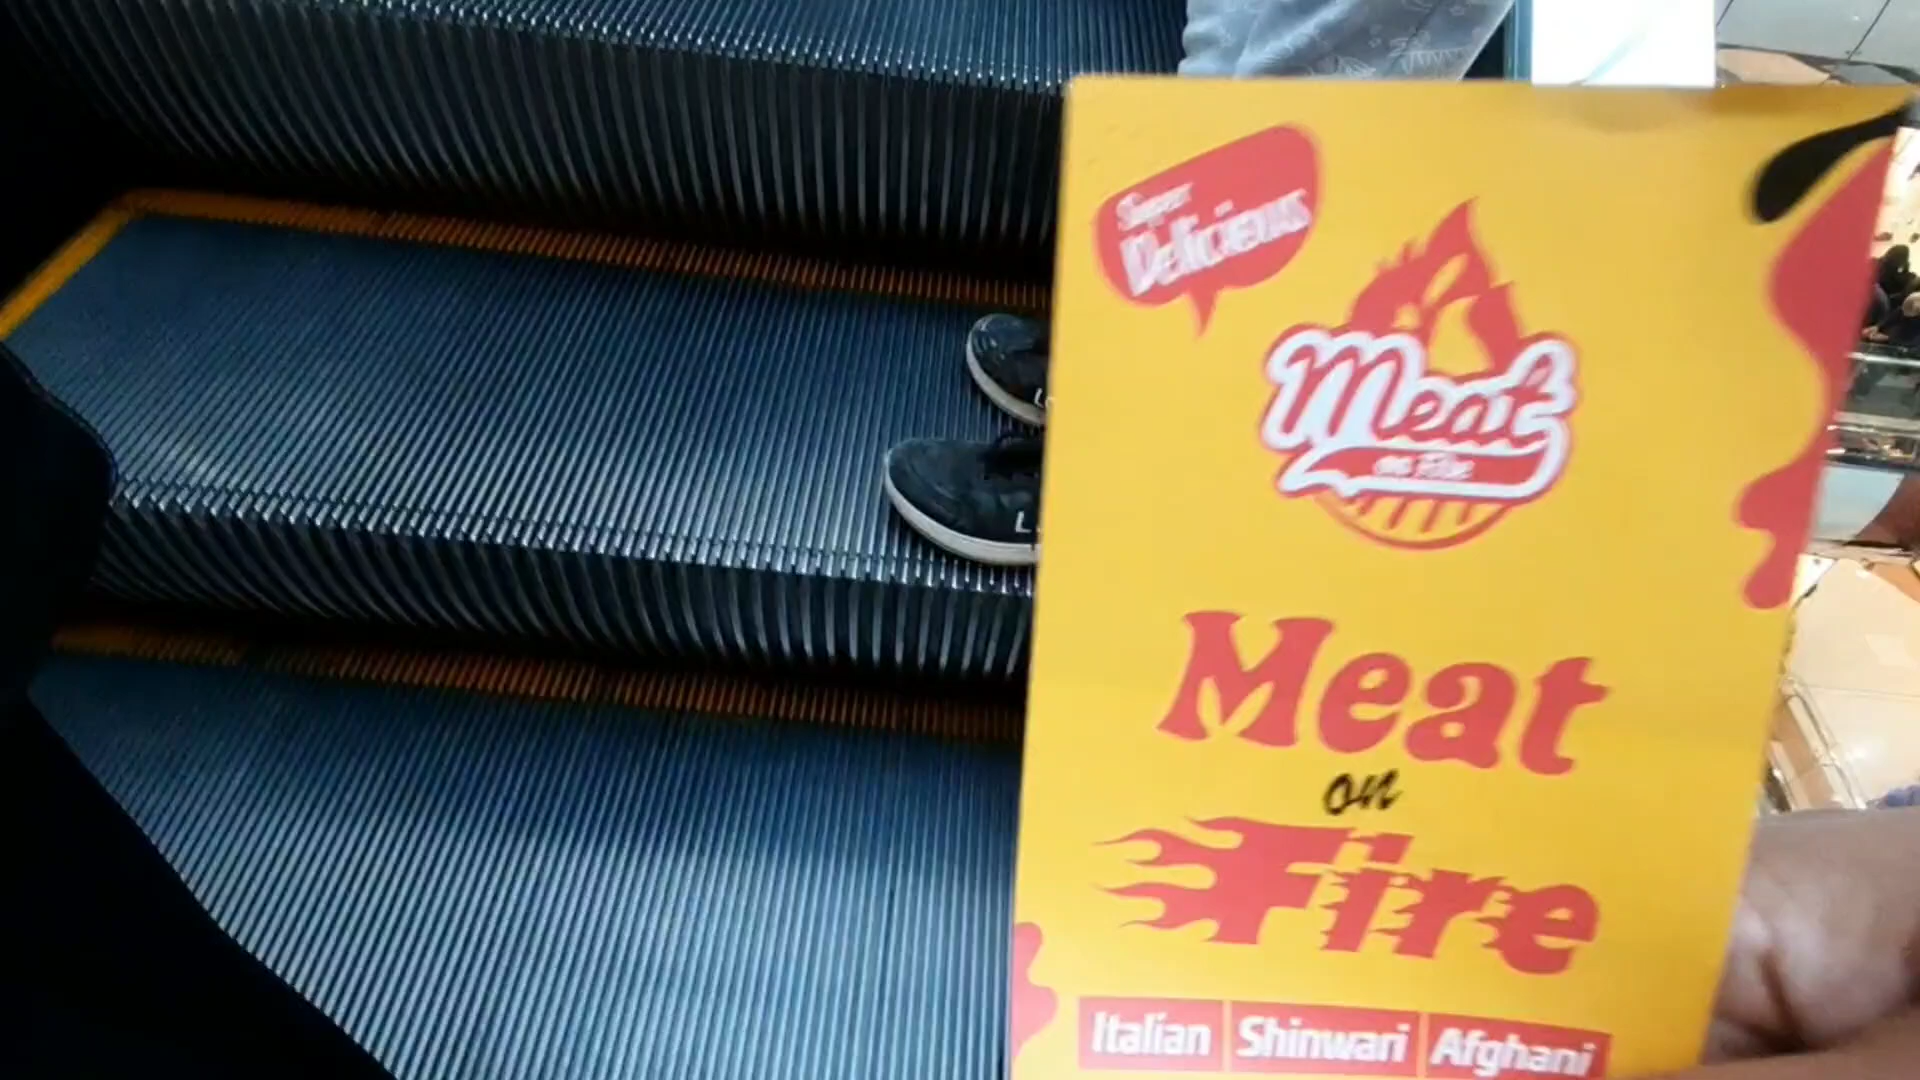 Super
Delicious
Meat
on Fire
Meat
on
Fire
Italian Shinwari Afghani